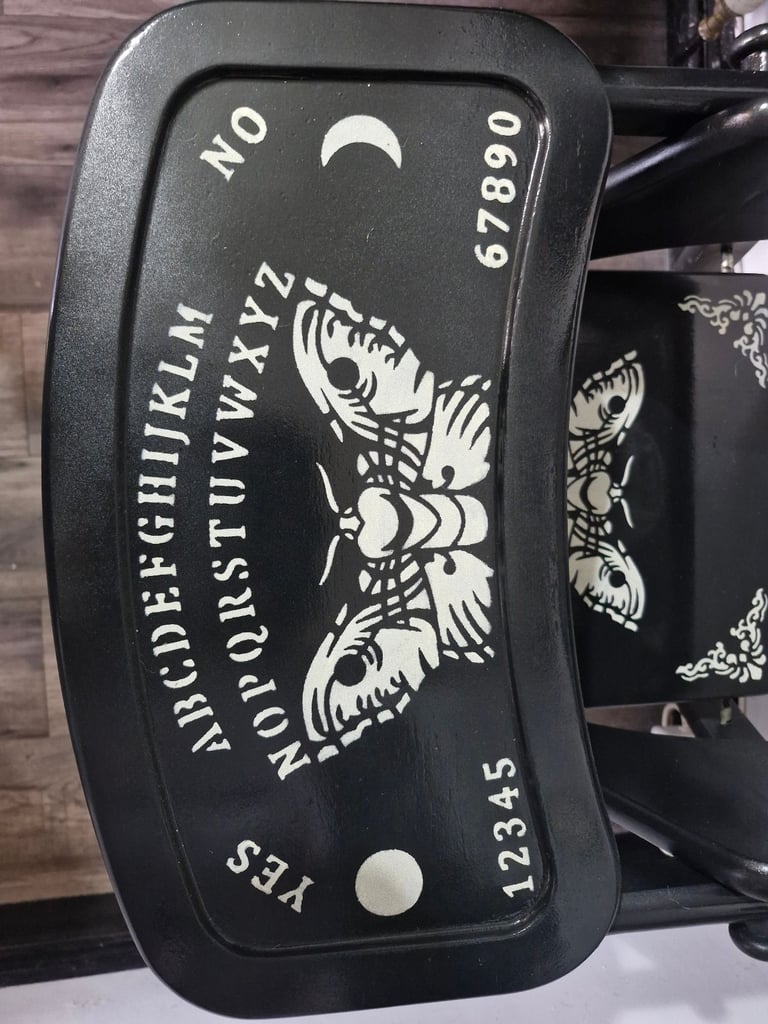 YES
NO
ABCDEFGHIJKLM
NOPQRSTUVWXYZ
12345
67890